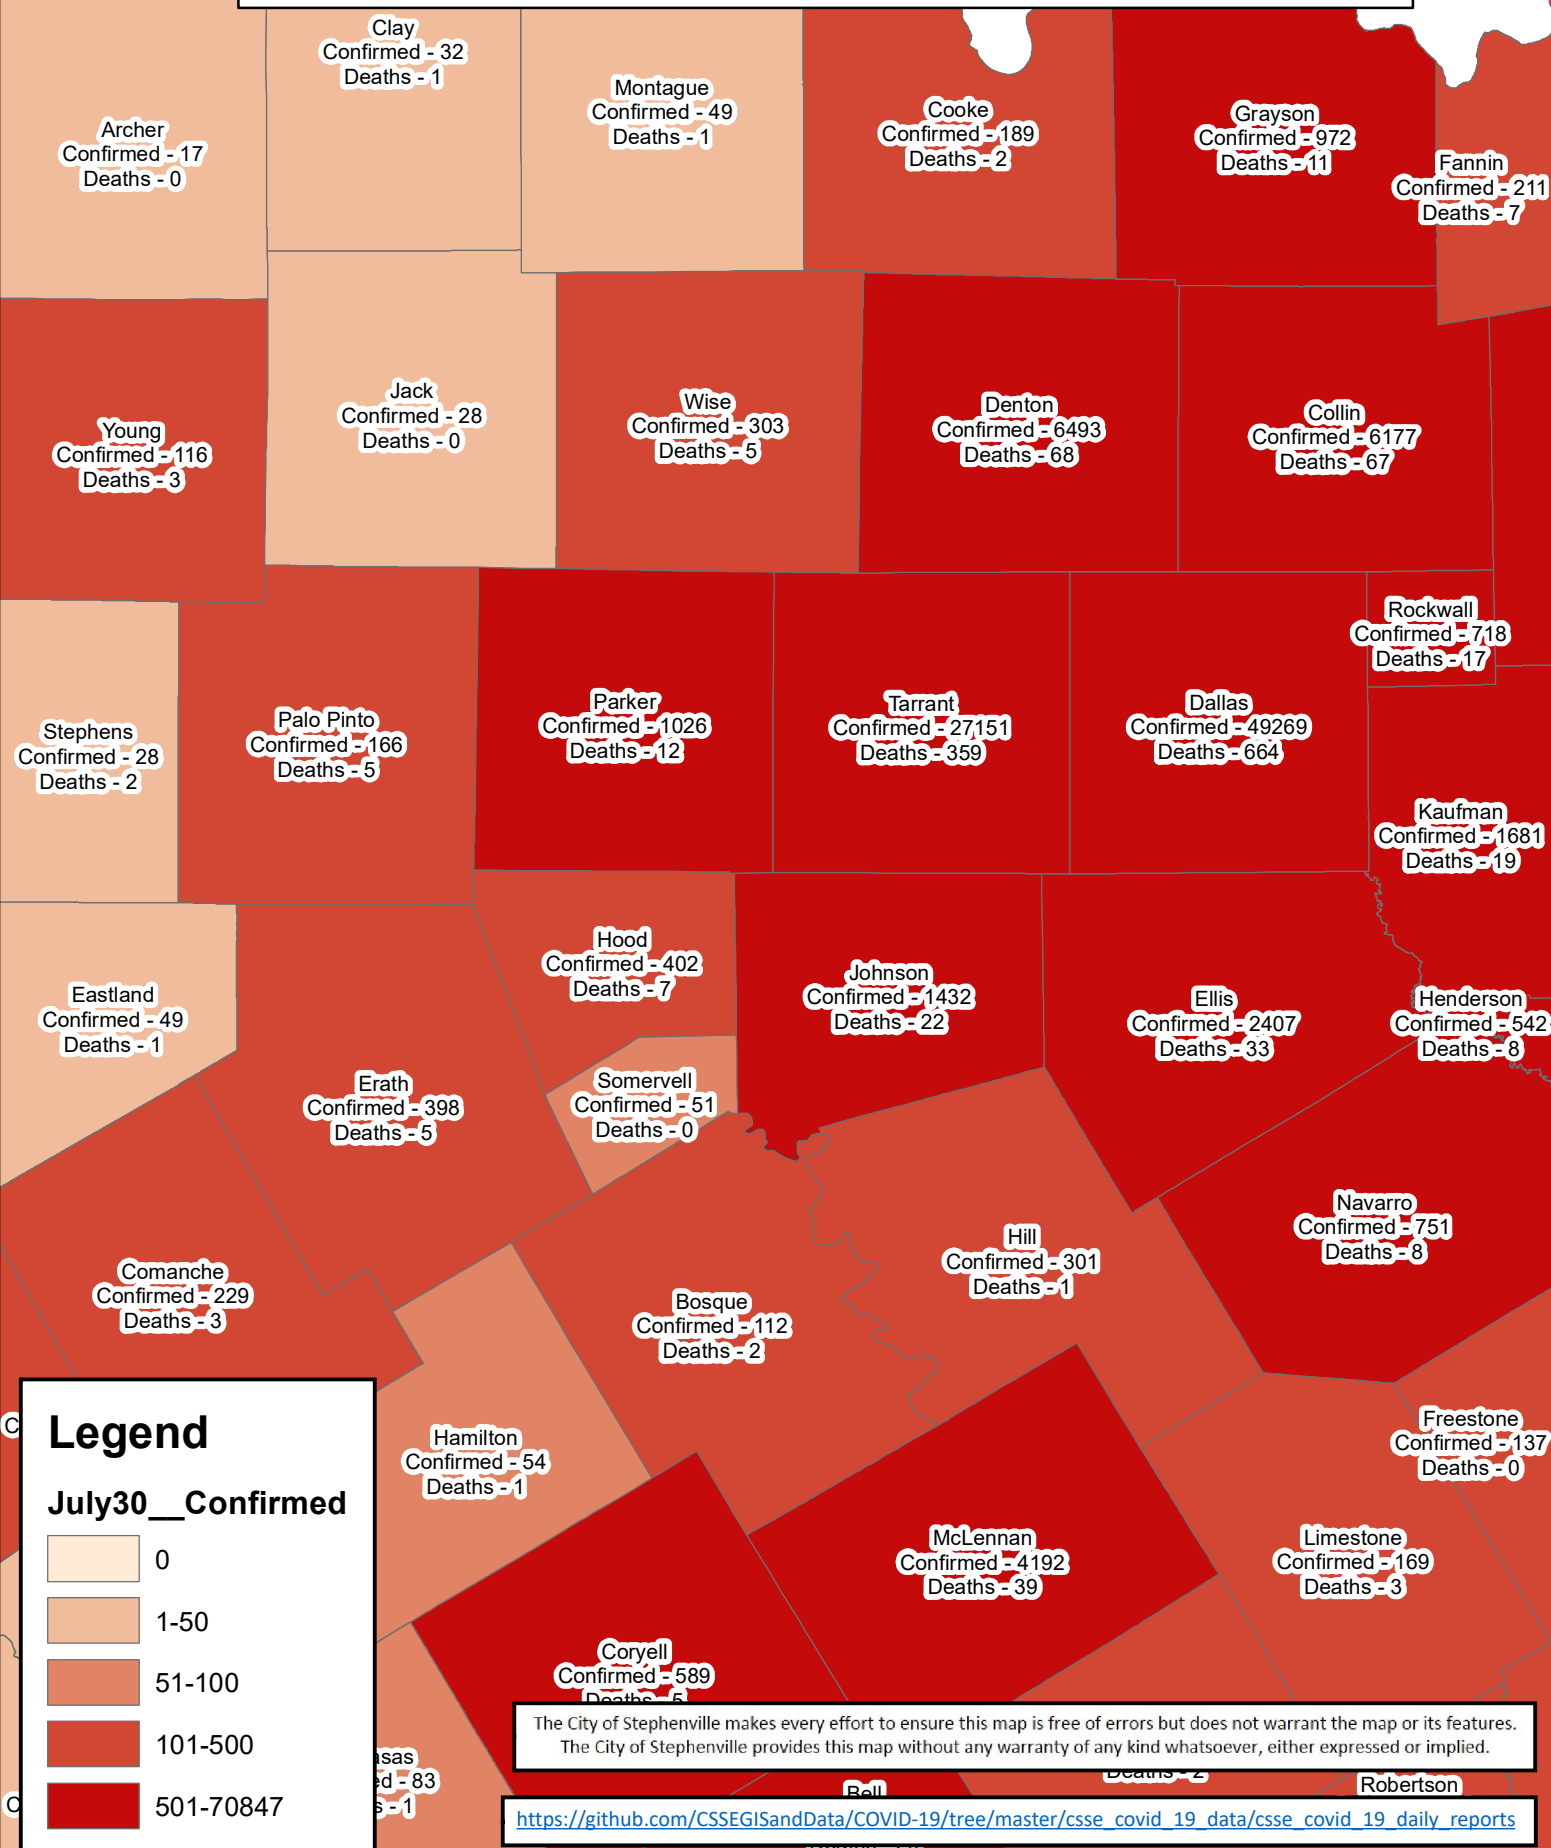 Clay
Confirmed - 32
Deaths - 1
Montague
Confirmed - 49
Deaths - 1
Cooke
Confirmed - 189
Deaths - 2
Grayson
Confirmed - 972
Deaths - 11
Archer
Confirmed - 17
Deaths - 0
Fannin
Confirmed - 211
Deaths - 7
Young
Confirmed - 116
Deaths - 3
Jack
Confirmed - 28
Deaths - 0
Wise
Confirmed - 303
Deaths - 5
Denton
Confirmed - 6493
Deaths - 68
Collin
Confirmed - 6177
Deaths - 67
Rockwall
Confirmed - 718
Deaths - 17
Stephens
Confirmed - 28
Deaths - 2
Palo Pinto
Confirmed - 166
Deaths - 5
Parker
Confirmed - 1026
Deaths - 12
Tarrant
Confirmed - 27151
Deaths - 359
Dallas
Confirmed - 49269
Deaths - 664
Kaufman
Confirmed - 1681
Deaths - 19
Eastland
Confirmed - 49
Deaths - 1
Hood
Confirmed - 402
Deaths - 7
Johnson
Confirmed - 1432
Deaths - 22
Ellis
Confirmed - 2407
Deaths - 33
Henderson
Confirmed - 542
Deaths - 8
Erath
Confirmed - 398
Deaths - 5
Somervell
Confirmed - 51
Deaths - 0
Comanche
Confirmed - 229
Deaths - 3
Bosque
Confirmed - 112
Deaths - 2
Hill
Confirmed - 301
Deaths - 1
Navarro
Confirmed - 751
Deaths - 8
Hamilton
Confirmed - 54
Deaths - 1
Freestone
Confirmed - 137
Deaths - 0
McLennan
Confirmed - 4192
Deaths - 39
Limestone
Confirmed - 169
Deaths - 3
Coryell
Confirmed - 589
Deaths - 5
asas
ed - 83
s - 1
Bell
Deaths - 2
Robertson
Legend
July30__Confirmed
0
1-50
51-100
101-500
501-70847
The City of Stephenville makes every effort to ensure this map is free of errors but does not warrant the map or its features.
The City of Stephenville provides this map without any warranty of any kind whatsoever, either expressed or implied.
https://github.com/CSSEGISandData/COVID-19/tree/master/csse_covid_19_data/csse_covid_19_daily_reports